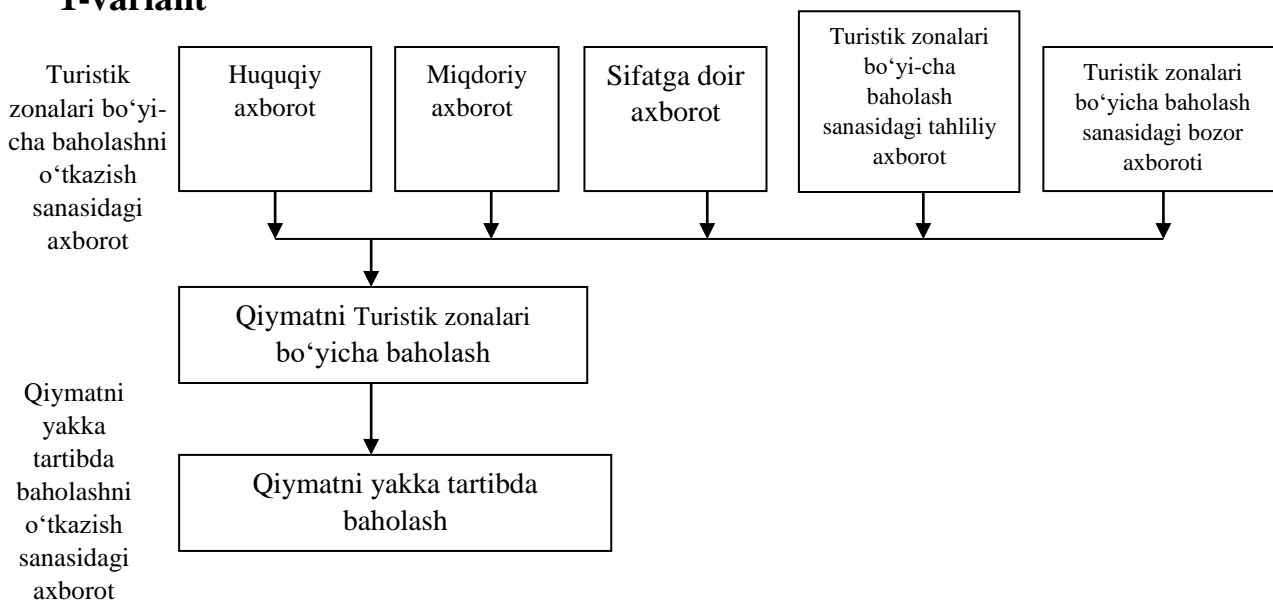 1-variant
Turistik
zonalari bo‘yi-
cha baholashni
o‘tkazish
sanasidagi
axborot
Huquqiy
axborot
Miqdoriy
axborot
Sifatga doir
axborot
Turistik zonalari
bo‘yi-cha
baholash
sanasidagi tahliliy
axborot
Turistik zonalari
bo‘yicha baholash
sanasidagi bozor
axboroti
Qiymatni Turistik zonalari
bo‘yicha baholash
Qiymatni
yakka
tartibda
baholashni
o‘tkazish
sanasidagi
axborot
Qiymatni yakka tartibda
baholash